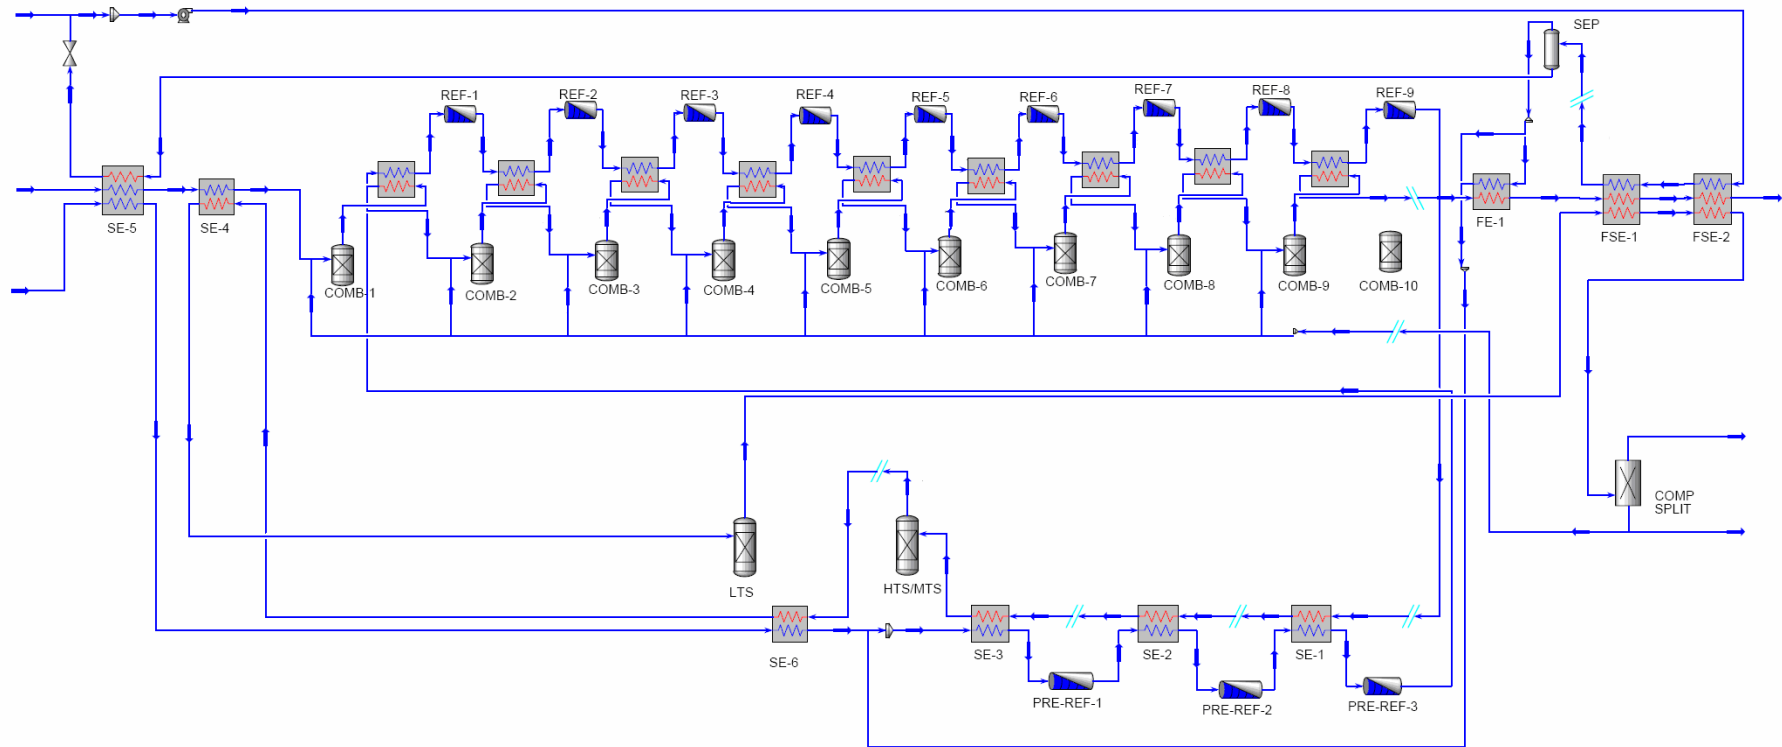 SEP
REF-1
REF-2
REF-3
REF-4
REF-5
REF-6
REF-7
REF-8
REF-9
SE-5
SE-4
FE-1
FSE-1
FSE-2
COMB-1
COMB-2
COMB-3
COMB-4
COMB-5
COMB-6
COMB-7
COMB-8
COMB-9
COMB-10
COMP
SPLIT
LTS
HTS/MTS
SE-6
SE-3
SE-2
SE-1
PRE-REF-1
PRE-REF-2
PRE-REF-3